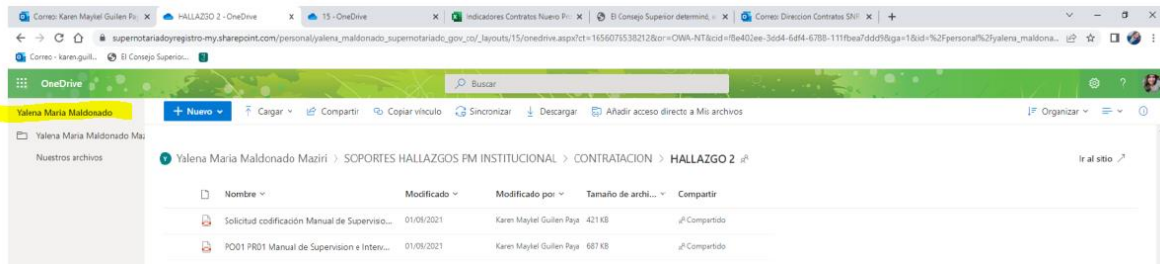 Correo: Karen Maykel Guillen Pa
HALLAZGO 2 - OneDrive
15 - OneDrive
Indicadores Contratos Nuevo Pr
El Consejo Superior determinó,
Correo: Direccion Contratos SNR
supernotariadoyregistro-my.sharepoint.com/personal/yalena_maldonado_supernotariado_gov_co/_layouts/15/onedrive.aspx?
Correo - karen.guill...
El Consejo Superior...
OneDrive
Buscar
Yalena Maria Maldonado
+ Nuevo
Cargar
Compartir
Copiar vínculo
Sincronizar
Descargar
Añadir acceso directo a Mis archivos
Organizar
Yalena Maria Maldonado Maz
Nuestros archivos
Yalena Maria Maldonado Maziri > SOPORTES HALLAZGOS PM INSTITUCIONAL > CONTRATACION > HALLAZGO 2
Ir al sitio
Nombre Modificado Modificado por Tamaño de archi... Compartir
Solicitud codificación Manual de Supervisio... 01/09/2021 Karen Maykel Guillen Paya 421 KB Compartido
PO01 PR01 Manual de Supervision e Interv... 01/09/2021 Karen Maykel Guillen Paya 687 KB Compartido